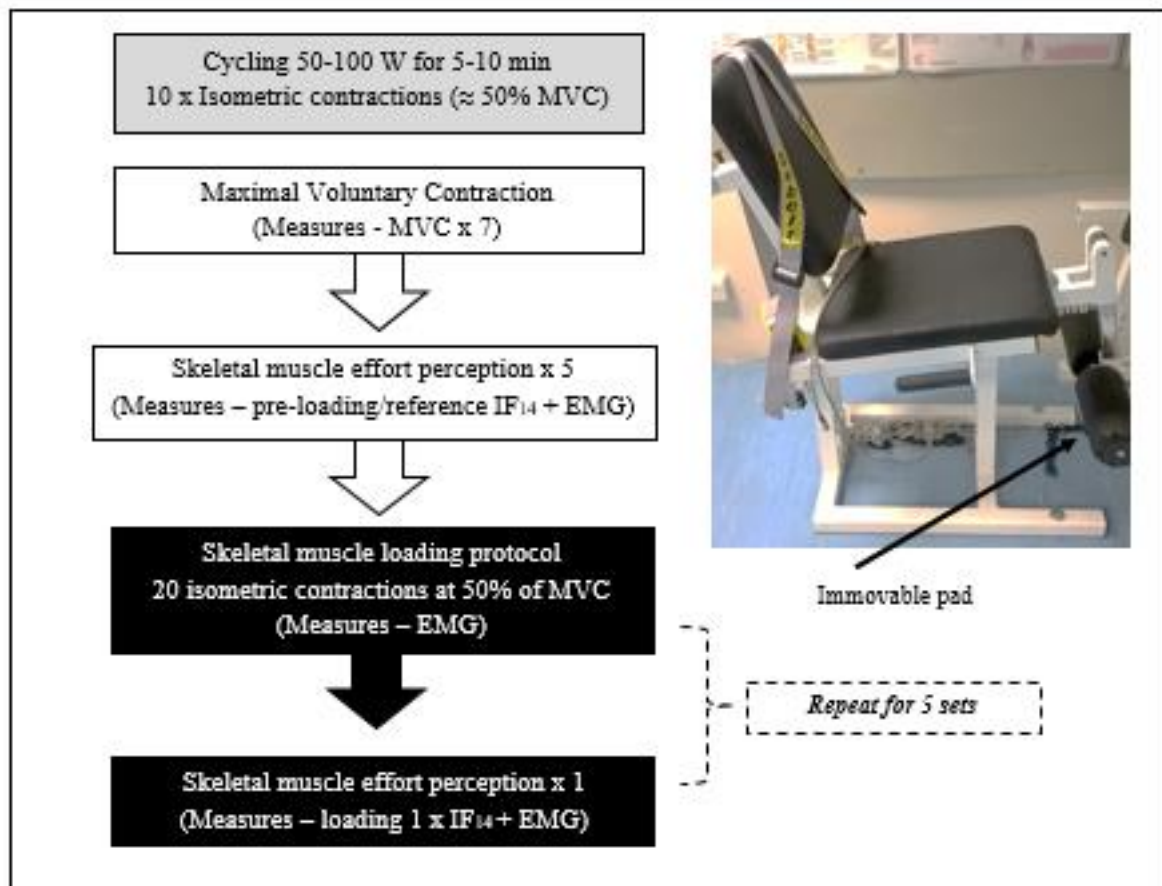 Cycling 50-100 W for 5-10 min
10 x Isometric contractions (≈ 50% MVC)
Maximal Voluntary Contraction
(Measures - MVC x 7)
Skeletal muscle effort perception x 5
(Measures – pre-loading/reference IF14 + EMG)
Skeletal muscle loading protocol
20 isometric contractions at 50% of MVC
(Measures – EMG)
Skeletal muscle effort perception x 1
(Measures – loading 1 x IF14 + EMG)
Immovable pad
Repeat for 5 sets